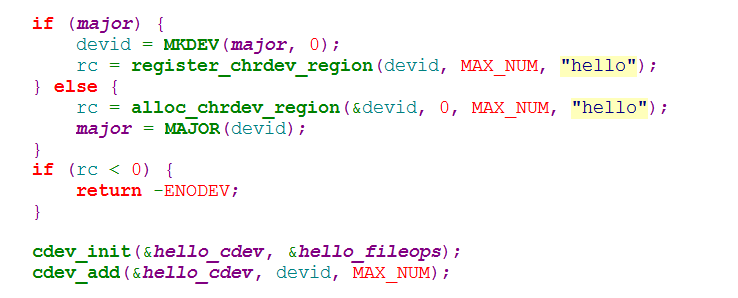 if (major) {
    devid = MKDEV(major, 0);
    rc = register_chrdev_region(devid, MAX_NUM, "hello");
} else {
    rc = alloc_chrdev_region(&devid, 0, MAX_NUM, "hello");
    major = MAJOR(devid);
}
if (rc < 0) {
    return -ENODEV;
}

cdev_init(&hello_cdev, &hello_fileops);
cdev_add(&hello_cdev, devid, MAX_NUM);